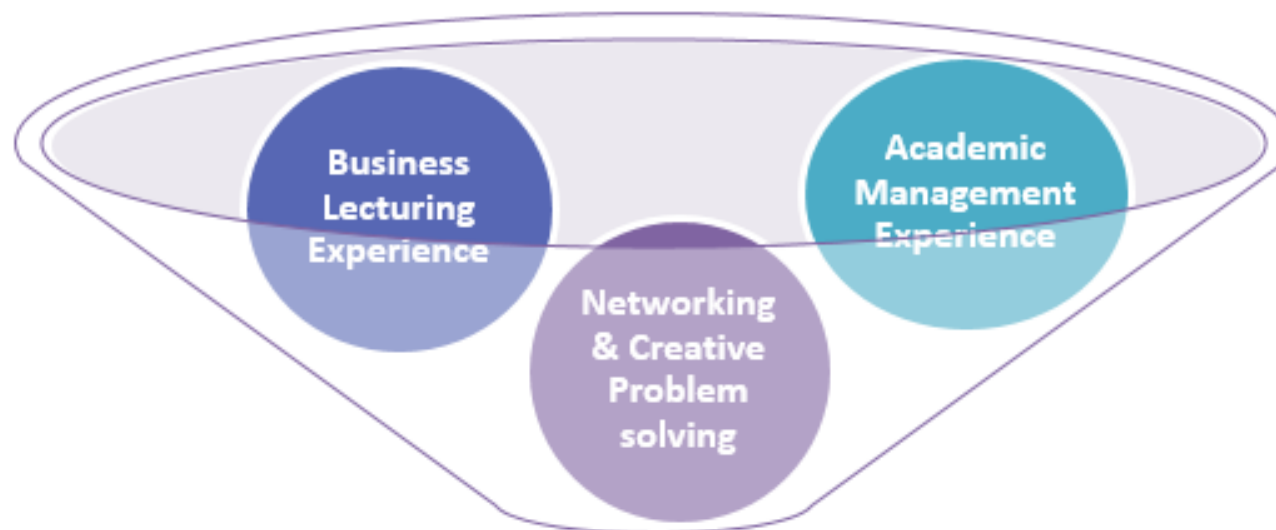 Business
Lecturing
Experience
Academic
Management
Experience
Networking
& Creative
Problem
solving